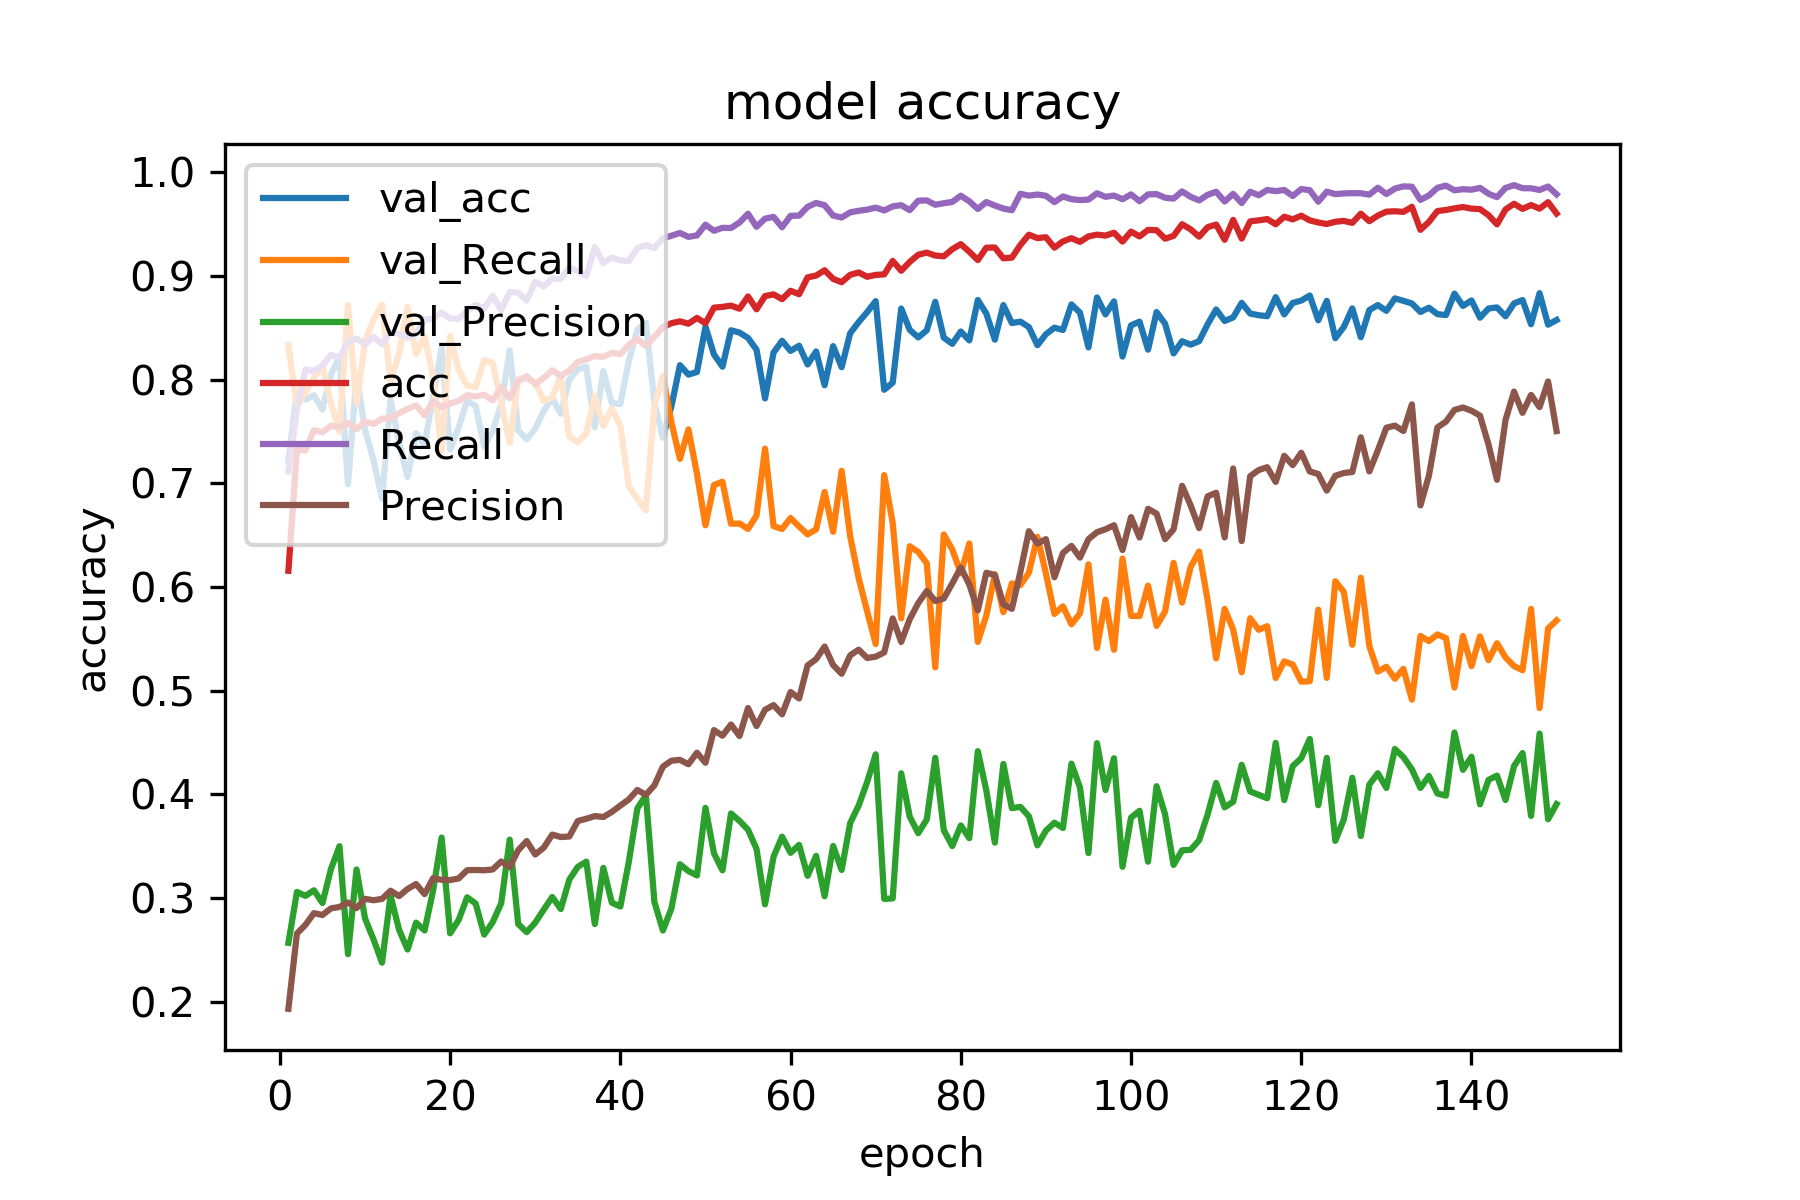 model accuracy
1.0
0.9
0.8
0.7
0.6
0.5
0.4
0.3
0.2
accuracy
val_acc
val_Recall
val_Precision
acc
Recall
Precision
0 20 40 60 80 100 120 140
epoch